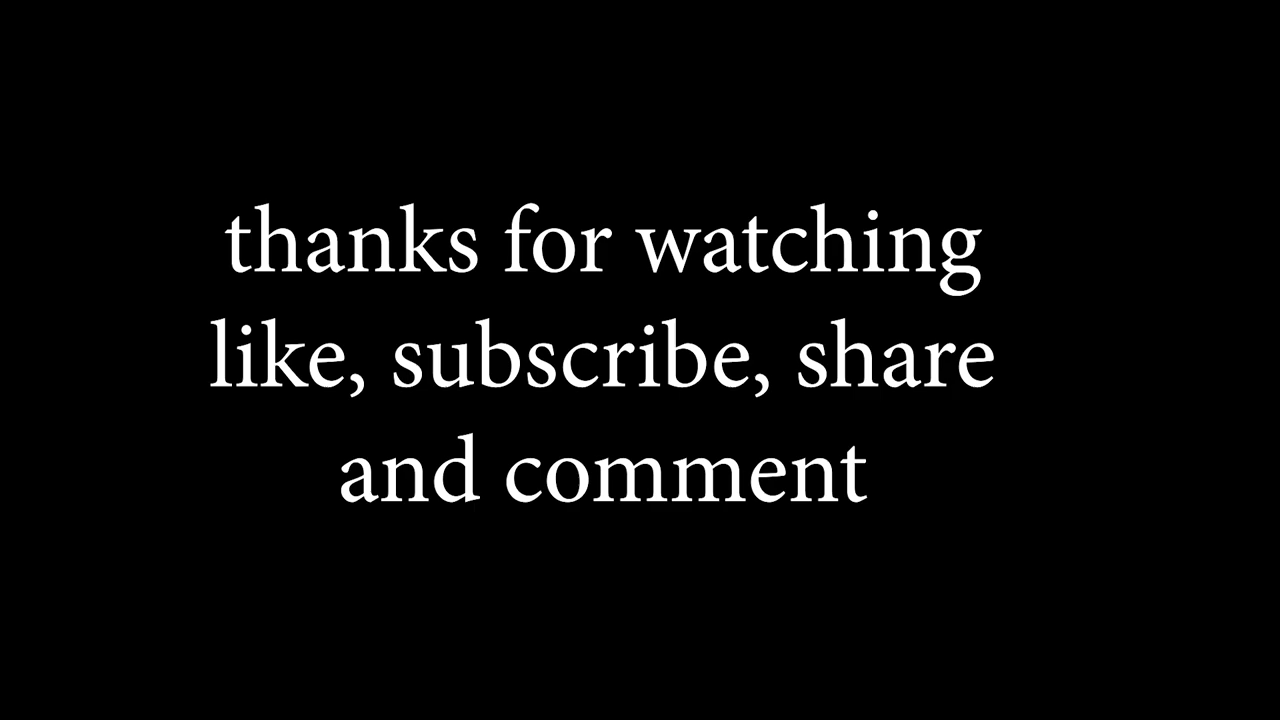 thanks for watching
like, subscribe, share
and comment